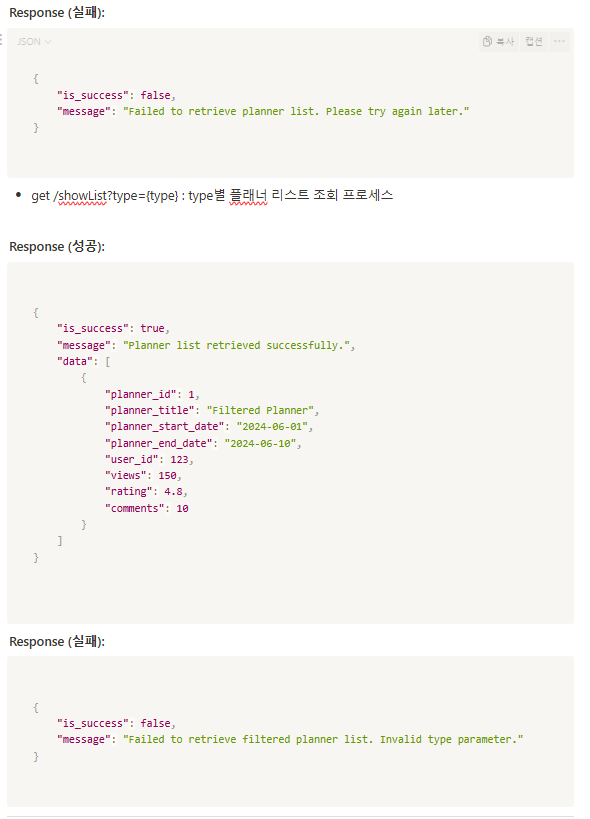 Response (실패):
JSON
복사 캡션 ···
{
"is_success": false,
"message": "Failed to retrieve planner list. Please try again later."
}
• get /showList?type={type} : type별 플래너 리스트 조회 프로세스
Response (성공):
{
"is_success": true,
"message": "Planner list retrieved successfully.",
"data": [
{
"planner_id": 1,
"planner_title": "Filtered Planner",
"planner_start_date": "2024-06-01",
"planner_end_date": "2024-06-10",
"user_id": 123,
"views": 150,
"rating": 4.8,
"comments": 10
}
]
}
Response (실패):
{
"is_success": false,
"message": "Failed to retrieve filtered planner list. Invalid type parameter."
}